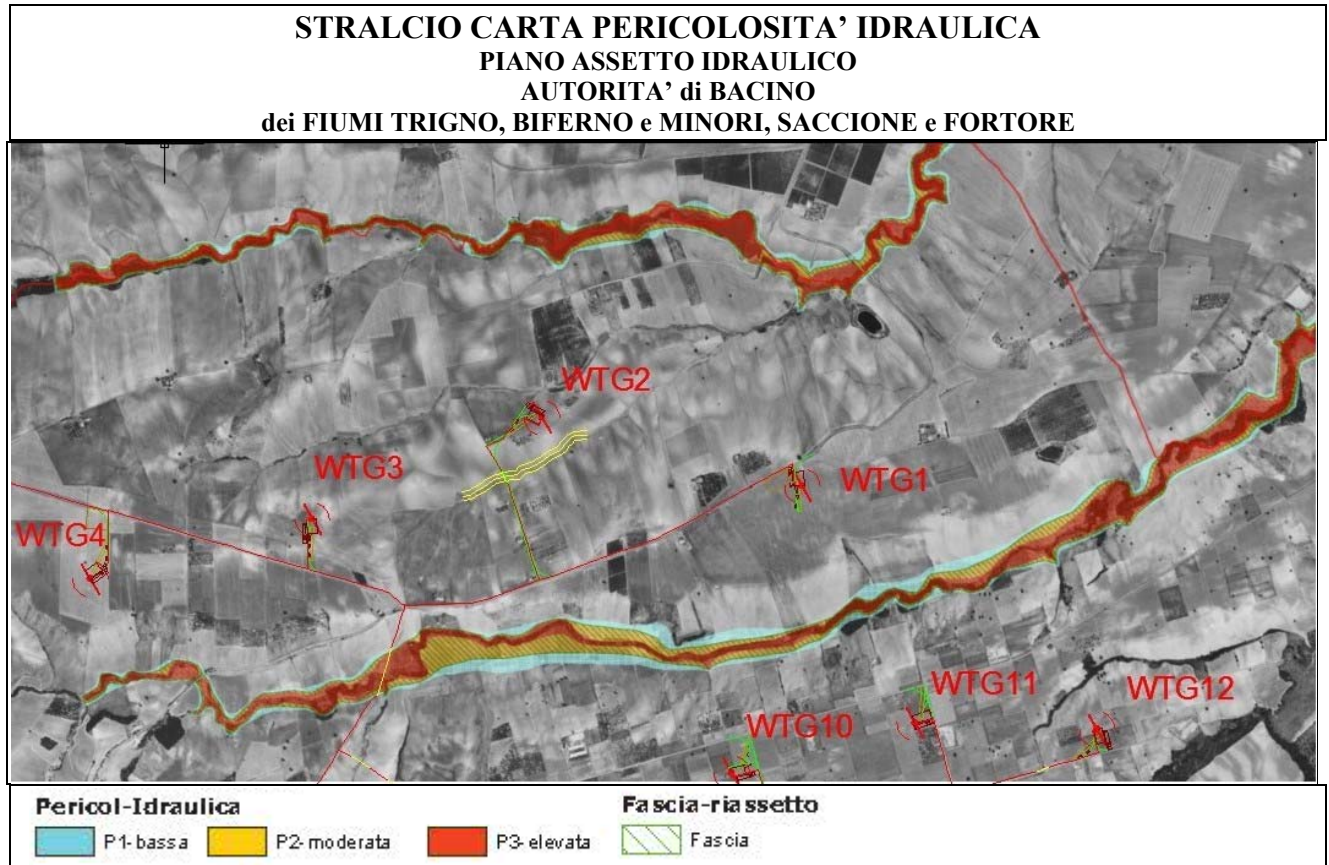 STRALCIO CARTA PERICOLOSITA' IDRAULICA
PIANO ASSETTO IDRAULICO
AUTORITA' di BACINO
dei FIUMI TRIGNO, BIFERNO e MINORI, SACCIONE e FORTORE
WTG2
WTG3
WTG1
WTG4
WTG11
WTG12
WTG10
Pericol-Idraulica
Fascia-riassetto
P1-bassa
P2-moderata
P3-elevata
Fascia